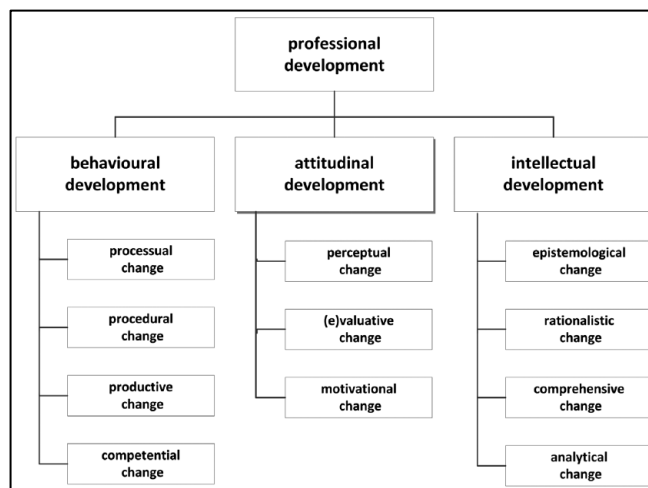 professional
development
behavioural
development
attitudinal
development
intellectual
development
processual
change
procedural
change
productive
change
competential
change
perceptual
change
(e)valuative
change
motivational
change
epistemological
change
rationalistic
change
comprehensive
change
analytical
change